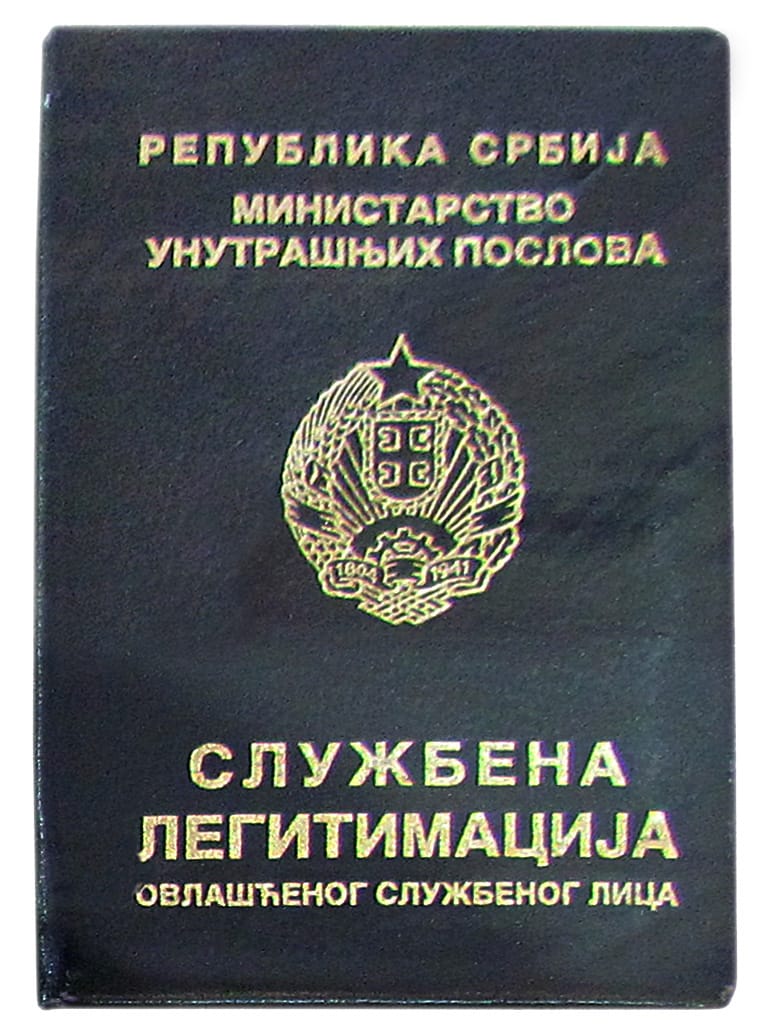 РЕПУБЛИКА СРБИЈА
МИНИСТАРСТВО
УНУТРАШЊИХ ПОСЛОВА
1804 1941
СЛУЖБЕНА
ЛЕГИТИМАЦИЈА
ОВЛАШЋЕНОГ СЛУЖБЕНОГ ЛИЦА